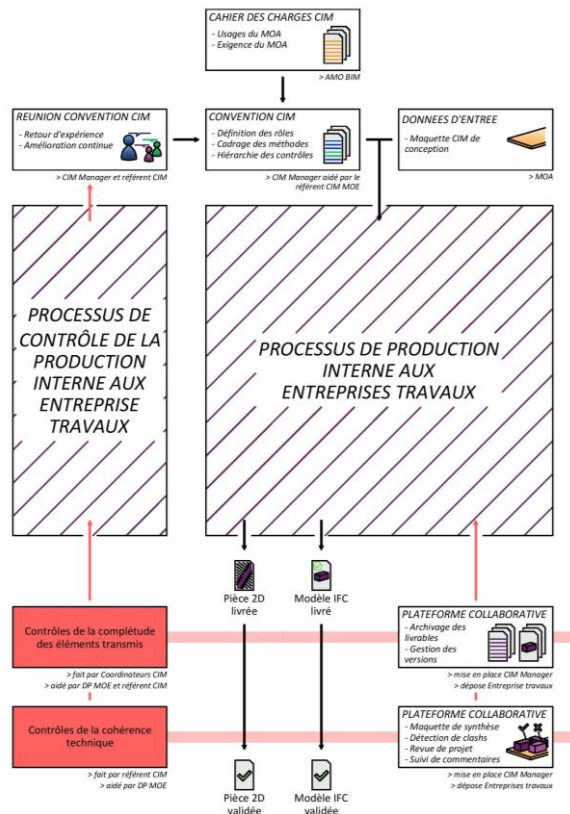 CAHIER DES CHARGES CIM
- Usages du MOA
- Exigence du MOA
> AMO BIM
REUNION CONVENTION CIM
- Retour d'expérience
- Amélioration continue
> CIM Manager et référent CIM
CONVENTION CIM
- Définition des rôles
- Cadrage des méthodes
- Hiérarchie des contrôles
> CIM Manager aidé par le
référent CIM MOE
DONNEES D'ENTREE
- Maquette CIM de
conception
> MOA
PROCESSUS DE
CONTRÔLE DE LA
PRODUCTION
INTERNE AUX
ENTREPRISE
TRAVAUX
PROCESSUS DE PRODUCTION
INTERNE AUX
ENTREPRISES TRAVAUX
Pièce 2D
livrée
Modèle IFC
livré
Contrôles de la complétude
des éléments transmis
> fait par Coordinateurs CIM
> aidé par DP MOE et référent CIM
PLATEFORME COLLABORATIVE
- Archivage des
livrables
- Gestion des
versions
> mise en place CIM Manager
> dépose Entreprise travaux
Contrôles de la cohérence
technique
> fait par référent CIM
> aidé par DP MOE
PLATEFORME COLLABORATIVE
- Maquette de synthèse
- Détection de clashs
- Revue de projet
- Suivi de commentaires
> mise en place CIM Manager
> dépose Entreprises travaux
Pièce 2D
validée
Modèle IFC
validée